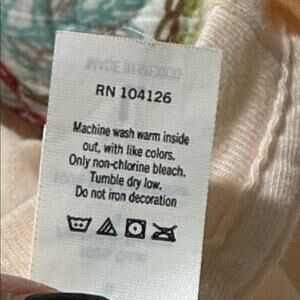 MADE IN MEXICO
RN 104126
Machine wash warm inside
out, with like colors.
Only non-chlorine bleach.
Tumble dry low.
Do not iron decoration